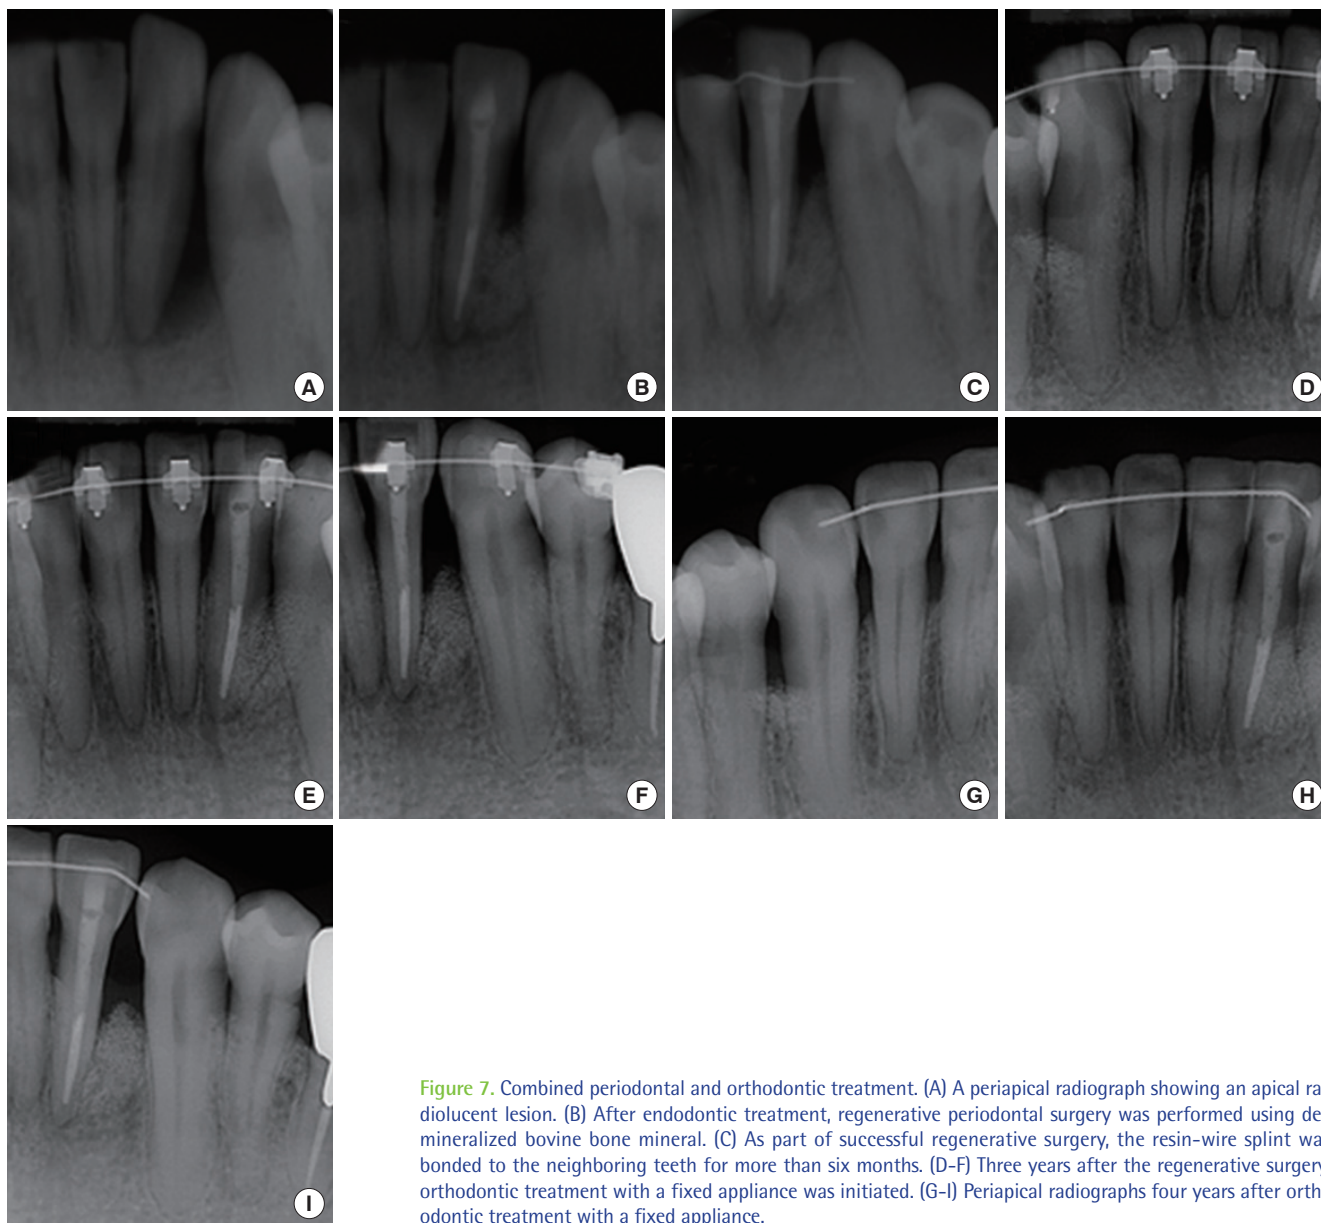 A
B
C
D
E
F
G
H
I
Figure 7. Combined periodontal and orthodontic treatment. (A) A periapical radiograph showing an apical ra-
diolucent lesion. (B) After endodontic treatment, regenerative periodontal surgery was performed using de-
mineralized bovine bone mineral. (C) As part of successful regenerative surgery, the resin-wire splint wa
bonded to the neighboring teeth for more than six months. (D-F) Three years after the regenerative surgery
orthodontic treatment with a fixed appliance was initiated. (G-I) Periapical radiographs four years after orth-
odontic treatment with a fixed appliance.